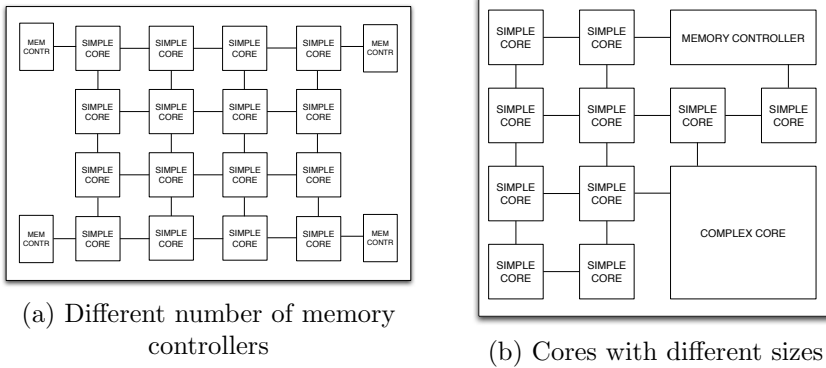 MEM
CONTR
SIMPLE
CORE
SIMPLE
CORE
SIMPLE
CORE
SIMPLE
CORE
MEM
CONTR
SIMPLE
CORE
SIMPLE
CORE
SIMPLE
CORE
SIMPLE
CORE
SIMPLE
CORE
SIMPLE
CORE
SIMPLE
CORE
SIMPLE
CORE
MEM
CONTR
SIMPLE
CORE
SIMPLE
CORE
SIMPLE
CORE
SIMPLE
CORE
MEM
CONTR
(a) Different number of memory
controllers
SIMPLE
CORE
SIMPLE
CORE
MEMORY CONTROLLER
SIMPLE
CORE
SIMPLE
CORE
SIMPLE
CORE
SIMPLE
CORE
SIMPLE
CORE
SIMPLE
CORE
COMPLEX CORE
SIMPLE
CORE
SIMPLE
CORE
(b) Cores with different sizes